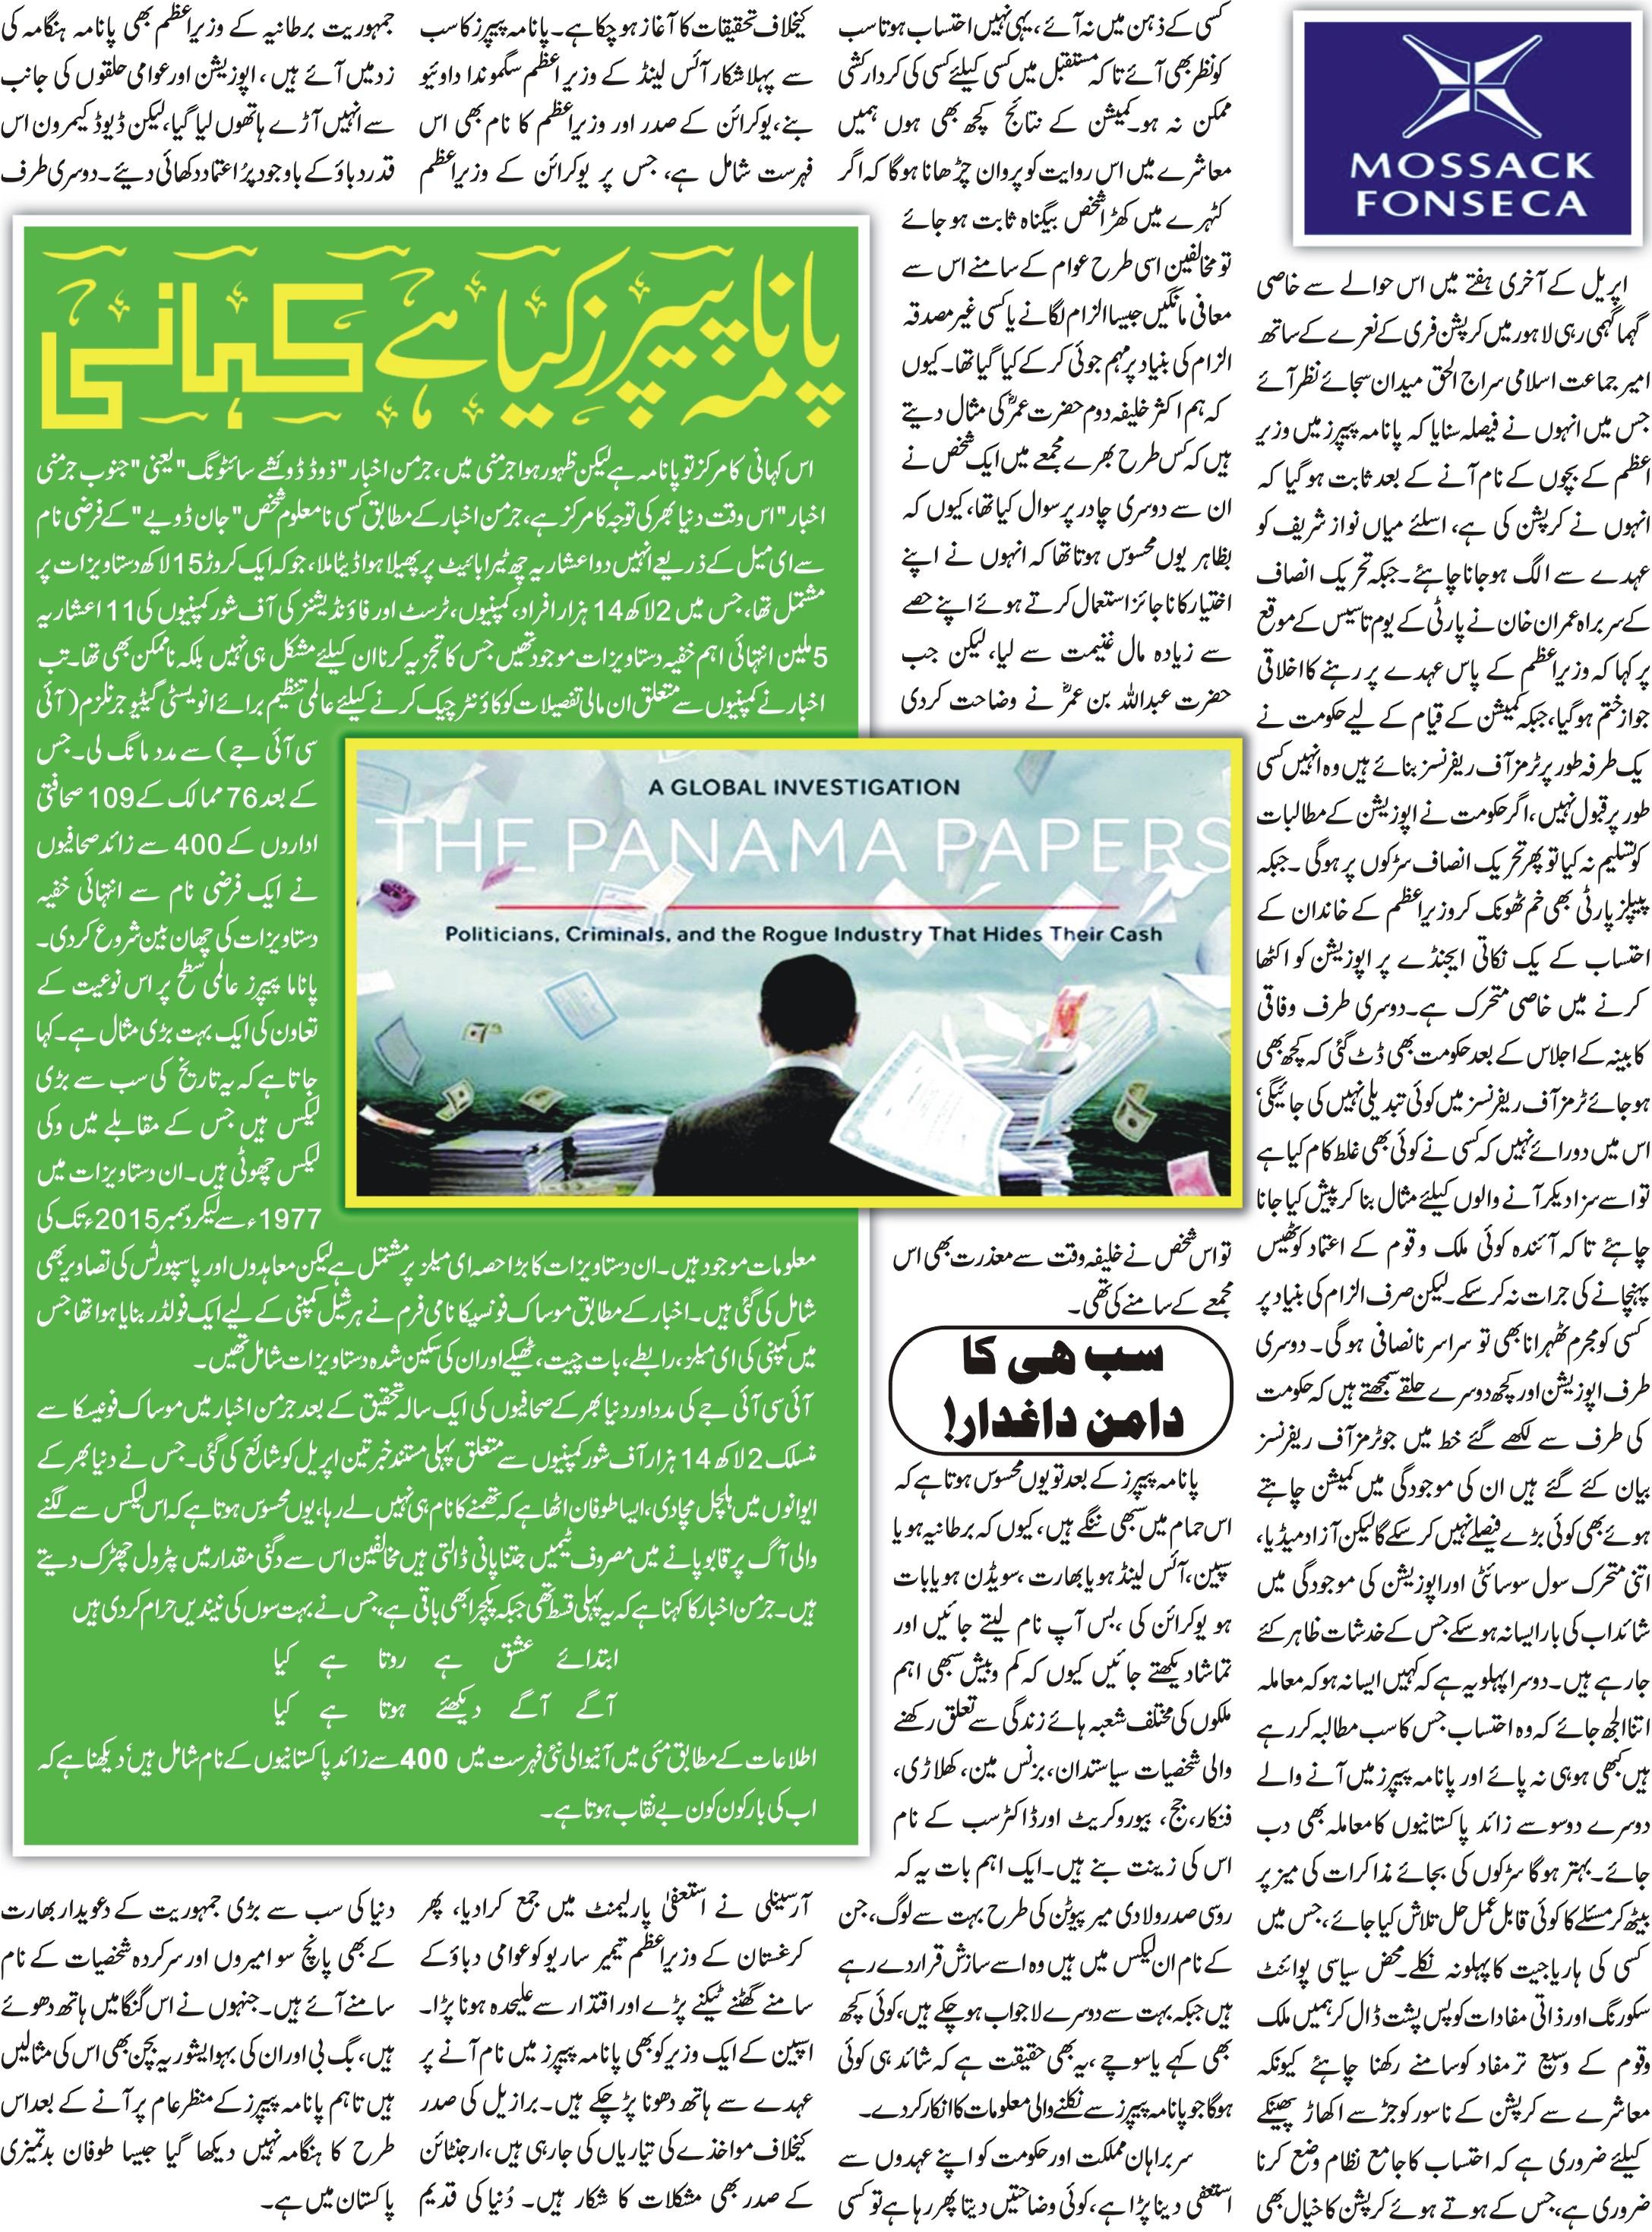 MOSSACK
FONSECA
اپریل کے آخری ہفتے میں اس حوالے سے خاصی
گہما گہمی رہی لاہور میں کرپشن فری کے نعرے کے ساتھ
امیر جماعت اسلامی سراج الحق میدان سجائے نظر آئے
جس میں انہوں نے فیصلہ سنایا کہ پانامہ پیپرز میں وزیر
اعظم کے بچوں کے نام آنے کے بعد ثابت ہو گیا کہ
انہوں نے کرپشن کی ہے، اسلئے میاں نواز شریف کو
عہدے سے الگ ہو جانا چاہئے۔ جبکہ تحریک انصاف
کے سربراہ عمران خان نے پارٹی کے یوم تاسیس کے موقع
پر کہا کہ وزیراعظم کے پاس عہدے پر رہنے کا اخلاقی
جواز ختم ہو گیا، جبکہ کمیشن کے قیام کے لیے حکومت نے
یک طرفہ طور پر ٹرمز آف ریفرنسز بنائے ہیں وہ انہیں کسی
طور پر قبول نہیں، اگر حکومت نے اپوزیشن کے مطالبات
کو تسلیم نہ کیا تو پھر تحریک انصاف سڑکوں پر ہوگی ۔ جبکہ
پیپلز پارٹی بھی خم ٹھونک کر وزیراعظم کے خاندان کے
احتساب کے یک نکاتی ایجنڈے پر اپوزیشن کو اکٹھا
کرنے میں خاصی متحرک ہے۔ دوسری طرف وفاقی
کابینہ کے اجلاس کے بعد حکومت بھی ڈٹ گئی کہ کچھ بھی
ہو جائے ٹرمز آف ریفرنسز میں کوئی تبدیلی نہیں کی جائیگی،
اس میں دو رائے نہیں کہ کسی نے کوئی بھی غلط کام کیا ہے
تو اسے سزا دیکر آنے والوں کیلئے مثال بنا کر پیش کیا جانا
چاہئے تاکہ آئندہ کوئی ملک و قوم کے اعتماد کو ٹھیس
پہنچانے کی جرات نہ کر سکے۔ لیکن صرف الزام کی بنیاد پر
کسی کو مجرم ٹھہرانا بھی تو سراسر نا انصافی ہو گی۔ دوسری
طرف اپوزیشن اور کچھ دوسرے حلقے سمجھتے ہیں کہ حکومت
کی طرف سے لکھے گئے خط میں جو ٹرمز آف ریفرنسز
بیان کئے گئے ہیں ان کی موجودگی میں کمیشن چاہتے
ہوئے بھی کوئی بڑے فیصلے نہیں کر سکے گا لیکن آزاد میڈیا،
اتنی متحرک سول سوسائٹی اور اپوزیشن کی موجودگی میں
شائد اب کی بار ایسا نہ ہو سکے جس کے خدشات ظاہر کئے
جا رہے ہیں۔ دوسرا پہلو یہ ہے کہ کہیں ایسا نہ ہو کہ معاملہ
اتنا الجھ جائے کہ وہ احتساب جس کا سب مطالبہ کر رہے
ہیں کبھی ہو ہی نہ پائے اور پانامہ پیپرز میں آنے والے
دوسرے دو سو سے زائد پاکستانیوں کا معاملہ بھی دب
جائے۔ بہتر ہو گا سڑکوں کی بجائے مذاکرات کی میز پر
بیٹھ کر مسئلے کا کوئی قابل عمل حل تلاش کیا جائے، جس میں
کسی کی ہار یا جیت کا پہلو نہ نکلے۔ محض سیاسی پوائنٹ
سکورنگ اور ذاتی مفادات کو پس پشت ڈال کر ہمیں ملک
وقوم کے وسیع تر مفاد کو سامنے رکھنا چاہئے کیونکہ
معاشرے سے کرپشن کے ناسور کو جڑ سے اکھاڑ پھینکے
کیلئے ضروری ہے کہ احتساب کا جامع نظام وضع کرنا
ضروری ہے، جس کے ہوتے ہوئے کرپشن کا خیال بھی
کسی کے ذہن میں نہ آئے، یہی نہیں احتساب ہوتا سب
کو نظر بھی آئے تاکہ مستقبل میں کسی کیلئے کسی کی کردار کشی
ممکن نہ ہو۔ کمیشن کے نتائج کچھ بھی ہوں ہمیں
معاشرے میں اس روایت کو پروان چڑھانا ہوگا کہ اگر
کٹہرے میں کھڑا شخص بیگناہ ثابت ہو جائے
تو مخالفین اسی طرح عوام کے سامنے اس سے
معافی مانگیں جیسا الزام لگانے یا کسی غیر مصدقہ
الزام کی بنیاد پر مہم جوئی کر کے کیا گیا تھا۔ کیوں
کہ ہم اکثر خلیفہ دوم حضرت عمرؓ کی مثال دیتے
ہیں کہ کس طرح بھرے مجمعے میں ایک شخص نے
ان سے دوسری چادر پر سوال کیا تھا، کیوں کہ
بظاہر یوں محسوس ہوتا تھا کہ انہوں نے اپنے
اختیار کا ناجائز استعمال کرتے ہوئے اپنے حصے
سے زیادہ مال غنیمت سے لیا، لیکن جب
حضرت عبداللہ بن عمرؓ نے وضاحت کردی
تو اس شخص نے خلیفہ وقت سے معذرت بھی اس
مجمعے کے سامنے کی تھی۔
سب ھی کا
دامن داغدار!
پانامہ پیپرز کے بعد تو یوں محسوس ہوتا ہے کہ
اس حمام میں سبھی ننگے ہیں، کیوں کہ برطانیہ ہو یا
سپین، آئس لینڈ ہو یا بھارت، سویڈن ہو یا بات
ہو یوکرائن کی، بس آپ نام لیتے جائیں اور
تماشا دیکھتے جائیں کیوں کہ کم و بیش سبھی اہم
ملکوں کی مختلف شعبہ ہائے زندگی سے تعلق رکھنے
والی شخصیات سیاستدان، بزنس مین، کھلاڑی،
فنکار، جج، بیوروکریٹ اور ڈاکٹر سب کے نام
اس کی زینت بنے ہیں۔ ایک اہم بات یہ کہ
روسی صدر ولادی میر پیوٹن کی طرح بہت سے لوگ، جن
کے نام ان لیکس میں ہیں وہ اسے سازش قرار دے رہے
ہیں جبکہ بہت سے دوسرے لا جواب ہو چکے ہیں، کوئی کچھ
بھی کہے یا سوچے، یہ بھی حقیقت ہے کہ شائد ہی کوئی
ہوگا جو پانامہ پیپرز سے نکلنے والی معلومات کا انکار کر دے۔
سربراہان مملکت اور حکومت کو اپنے عہدوں سے
استعفیٰ دینا پڑا ہے، کوئی وضاحتیں دیتا پھر رہا ہے تو کسی
کیخلاف تحقیقات کا آغاز ہو چکا ہے۔ پانامہ پیپرز کا سب
سے پہلا شکار آئس لینڈ کے وزیراعظم سگموندا داوئیو
بنے، یوکرائن کے صدر اور وزیراعظم کا نام بھی اس
فہرست شامل ہے، جس پر یوکرائن کے وزیراعظم
آرسینلی نے استعفیٰ پارلیمنٹ میں جمع کرا دیا، پھر
کرغستان کے وزیراعظم تیمیر ساریو کو عوامی دباؤ کے
سامنے گھٹنے ٹیکنے پڑے اور اقتدار سے علیحدہ ہونا پڑا۔
اسپین کے ایک وزیر کو بھی پانامہ پیپرز میں نام آنے پر
عہدے سے ہاتھ دھونا پڑ چکے ہیں۔ برازیل کی صدر
کیخلاف مواخذے کی تیاریاں کی جا رہی ہیں، ارجنٹائن
کے صدر بھی مشکلات کا شکار ہیں۔ دُنیا کی قدیم
جمہوریت برطانیہ کے وزیراعظم بھی پانامہ ہنگامہ کی
زد میں آئے ہیں، اپوزیشن اور عوامی حلقوں کی جانب
سے انہیں آڑے ہاتھوں لیا گیا، لیکن ڈیوڈ کیمرون اس
قدر دباؤ کے باوجود پرُاعتماد دکھائی دیئے۔ دوسری طرف
دنیا کی سب سے بڑی جمہوریت کے دعویدار بھارت
کے بھی پانچ سو امیروں اور سرکردہ شخصیات کے نام
سامنے آئے ہیں۔ جنہوں نے اس گنگا میں ہاتھ دھوئے
ہیں، بگ بی اور ان کی بہو ایشوریہ بچن بھی اس کی مثالیں
ہیں تاہم پانامہ پیپرز کے منظر عام پر آنے کے بعد اس
طرح کا ہنگامہ نہیں دیکھا گیا جیسا طوفان بدتمیزی
پاکستان میں ہے۔
پانامہ پیپرز کیا ہے کہانی
اس کہانی کا مرکز تو پانامہ ہے لیکن ظہور ہوا جرمنی میں، جرمن اخبار "ذوڈ ڈوئشے سائٹونگ" یعنی "جنوب جرمنی
اخبار" اس وقت دنیا بھر کی توجہ کا مرکز ہے، جرمن اخبار کے مطابق کسی نا معلوم شخص "جان ڈوبے" کے فرضی نام
سے ای میل کے ذریعے انہیں دو اعشاریہ چھ ٹیرا بائیٹ پر پھیلا ہوا ڈیٹا ملا، جو کہ ایک کروڑ 15 لاکھ دستاویزات پر
مشتمل تھا، جس میں 2 لاکھ 14 ہزار افراد، کمپنیوں، ٹرسٹ اور فاؤنڈیشنز کی آف شور کمپنیوں کی 11 اعشاریہ
5 ملین انتہائی اہم خفیہ دستاویزات موجود تھیں جس کا تجزیہ کرنا ان کیلئے مشکل ہی نہیں بلکہ ناممکن بھی تھا۔ تب
اخبار نے کمپنیوں سے متعلق ان مالی تفصیلات کو کاؤنٹر چیک کرنے کیلئے عالمی تنظیم برائے انویسٹی گیٹیو جرنلزم ( آئی
سی آئی جے ) سے مدد مانگ لی۔ جس
کے بعد 76 ممالک کے 109 صحافتی
اداروں کے 400 سے زائد صحافیوں
نے ایک فرضی نام سے انتہائی خفیہ
دستاویزات کی چھان بین شروع کردی۔
پاناما پیپرز عالمی سطح پر اس نوعیت کے
تعاون کی ایک بہت بڑی مثال ہے۔ کہا
جاتا ہے کہ یہ تاریخ کی سب سے بڑی
لیکس ہیں جس کے مقابلے میں وکی
لیکس چھوٹی ہیں۔ ان دستاویزات میں
1977ء سے لیکر دسمبر 2015ء تک کی
معلومات موجود ہیں۔ ان دستاویزات کا بڑا حصہ ای میلز پر مشتمل ہے لیکن معاہدوں اور پاسپورٹس کی تصاویر بھی
شامل کی گئی ہیں۔ اخبار کے مطابق موساک فونسیکا نامی فرم نے ہر شیل کمپنی کے لیے ایک فولڈر بنایا ہوا تھا جس
میں کمپنی کی ای میلز، رابطے، بات چیت، ٹھیکے اور ان کی سکین شدہ دستاویزات شامل تھیں۔
آئی سی آئی جے کی مدد اور دنیا بھر کے صحافیوں کی ایک سالہ تحقیق کے بعد جرمن اخبار میں موساک فونیسکا سے
منسلک 2 لاکھ 14 ہزار آف شور کمپنیوں سے متعلق پہلی مستند خبر تین اپریل کو شائع کی گئی۔ جس نے دنیا بھر کے
ایوانوں میں ہلچل مچا دی، ایسا طوفان اٹھا ہے کہ تھمنے کا نام ہی نہیں لے رہا، یوں محسوس ہوتا ہے کہ اس لیکس سے لگنے
والی آگ پر قابو پانے میں مصروف ٹیمیں جتنا پانی ڈالتی ہیں مخالفین اس سے دگنی مقدار میں پٹرول چھڑک دیتے
ہیں۔ جرمن اخبار کا کہنا ہے کہ یہ پہلی قسط تھی جبکہ پکچر ابھی باقی ہے، جس نے بہت سوں کی نیندیں حرام کر دی ہیں
ابتدائے عشق ہے روتا ہے کیا
آگے آگے دیکھئے ہوتا ہے کیا
اطلاعات کے مطابق مئی میں آنیوالی نئی فہرست میں 400 سے زائد پاکستانیوں کے نام شامل ہیں، دیکھنا ہے کہ
اب کی بار کون کون بے نقاب ہوتا ہے۔
A GLOBAL INVESTIGATION
THE PANAMA PAPERS
Politicians, Criminals, and the Rogue Industry That Hides Their Cash